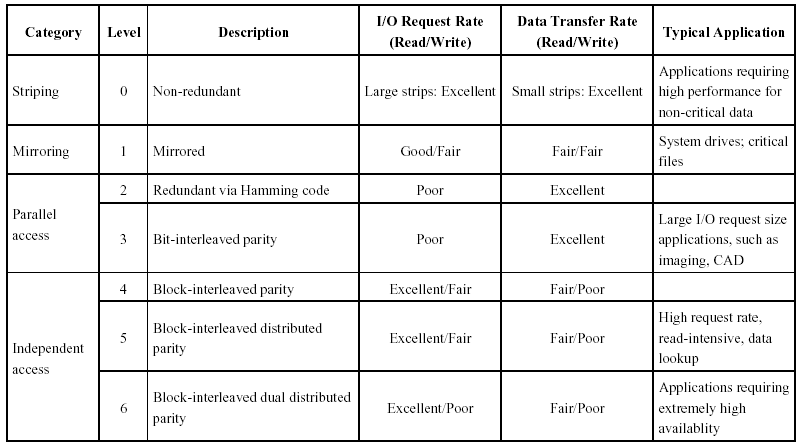 Category Level Description I/O Request Rate (Read/Write) Data Transfer Rate (Read/Write) Typical Application
Striping 0 Non-redundant Large strips: Excellent Small strips: Excellent Applications requiring
high performance for
non-critical data
Mirroring 1 Mirrored Good/Fair Fair/Fair System drives; critical
files
Parallel
access
2 Redundant via Hamming code Poor Excellent
3 Bit-interleaved parity Poor Excellent Large I/O request size
applications, such as
imaging, CAD
Independent
access
4 Block-interleaved parity Excellent/Fair Fair/Poor
5 Block-interleaved distributed
parity Excellent/Fair Fair/Poor High request rate,
read-intensive, data
lookup
6 Block-interleaved dual distributed
parity Excellent/Poor Fair/Poor Applications requiring
extremely high
availablity